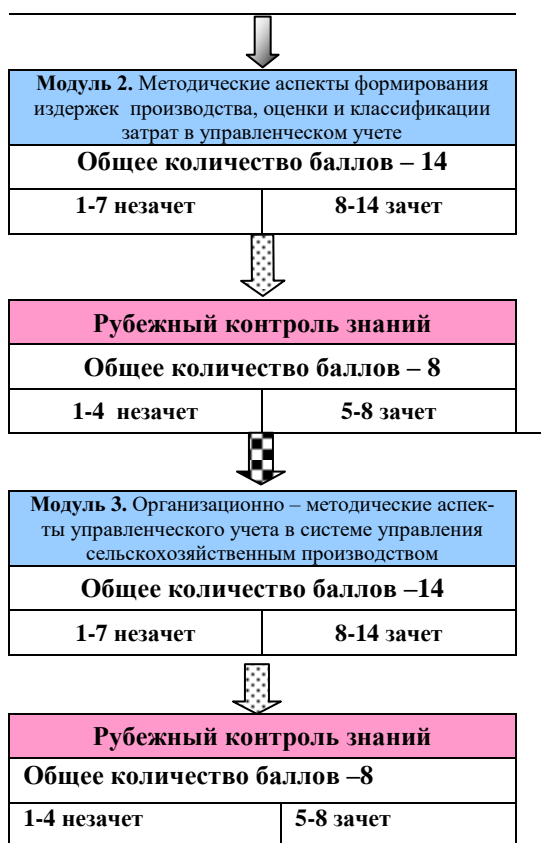 Модуль 2. Методические аспекты формирования
издержек производства, оценки и классификации
затрат в управленческом учете
Общее количество баллов – 14
1-7 незачет 8-14 зачет
Рубежный контроль знаний
Общее количество баллов – 8
1-4 незачет 5-8 зачет
Модуль 3. Организационно – методические аспек-
ты управленческого учета в системе управления
сельскохозяйственным производством
Общее количество баллов –14
1-7 незачет 8-14 зачет
Рубежный контроль знаний
Общее количество баллов –8
1-4 незачет 5-8 зачет